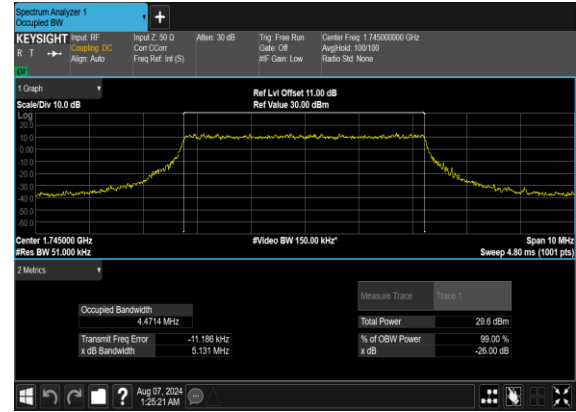 Spectrum Analyzer 1
Occupied BW
KEYSIGHT Input: RF Input Z: 50 Ω Atten: 30 dB Trig: Free Run Center Freq: 1.745000000 GHz
R T Coupling: DC Corr CCorr Gate: Off Avg|Hold: 100/100
Align: Auto Freq Ref: Int (S) #IF Gain: Low Radio Std: None
LU
1 Graph
Ref Lvl Offset 11.00 dB
Scale/Div 10.0 dB Ref Value 30.00 dBm
Log
20.0
10.0
0.00
-10.0
-20.0
-30.0
-40.0
-50.0
-60.0
Center 1.745000 GHz #Video BW 150.00 kHz* Span 10 MHz
#Res BW 51.000 kHz Sweep 4.80 ms (1001 pts)
2 Metrics
Measure Trace Trace 1
Occupied Bandwidth
4.4714 MHz Total Power 29.6 dBm
Transmit Freq Error -11.186 kHz % of OBW Power 99.00 %
x dB Bandwidth 5.131 MHz x dB -26.00 dB
Aug 07, 2024
1:25:21 AM